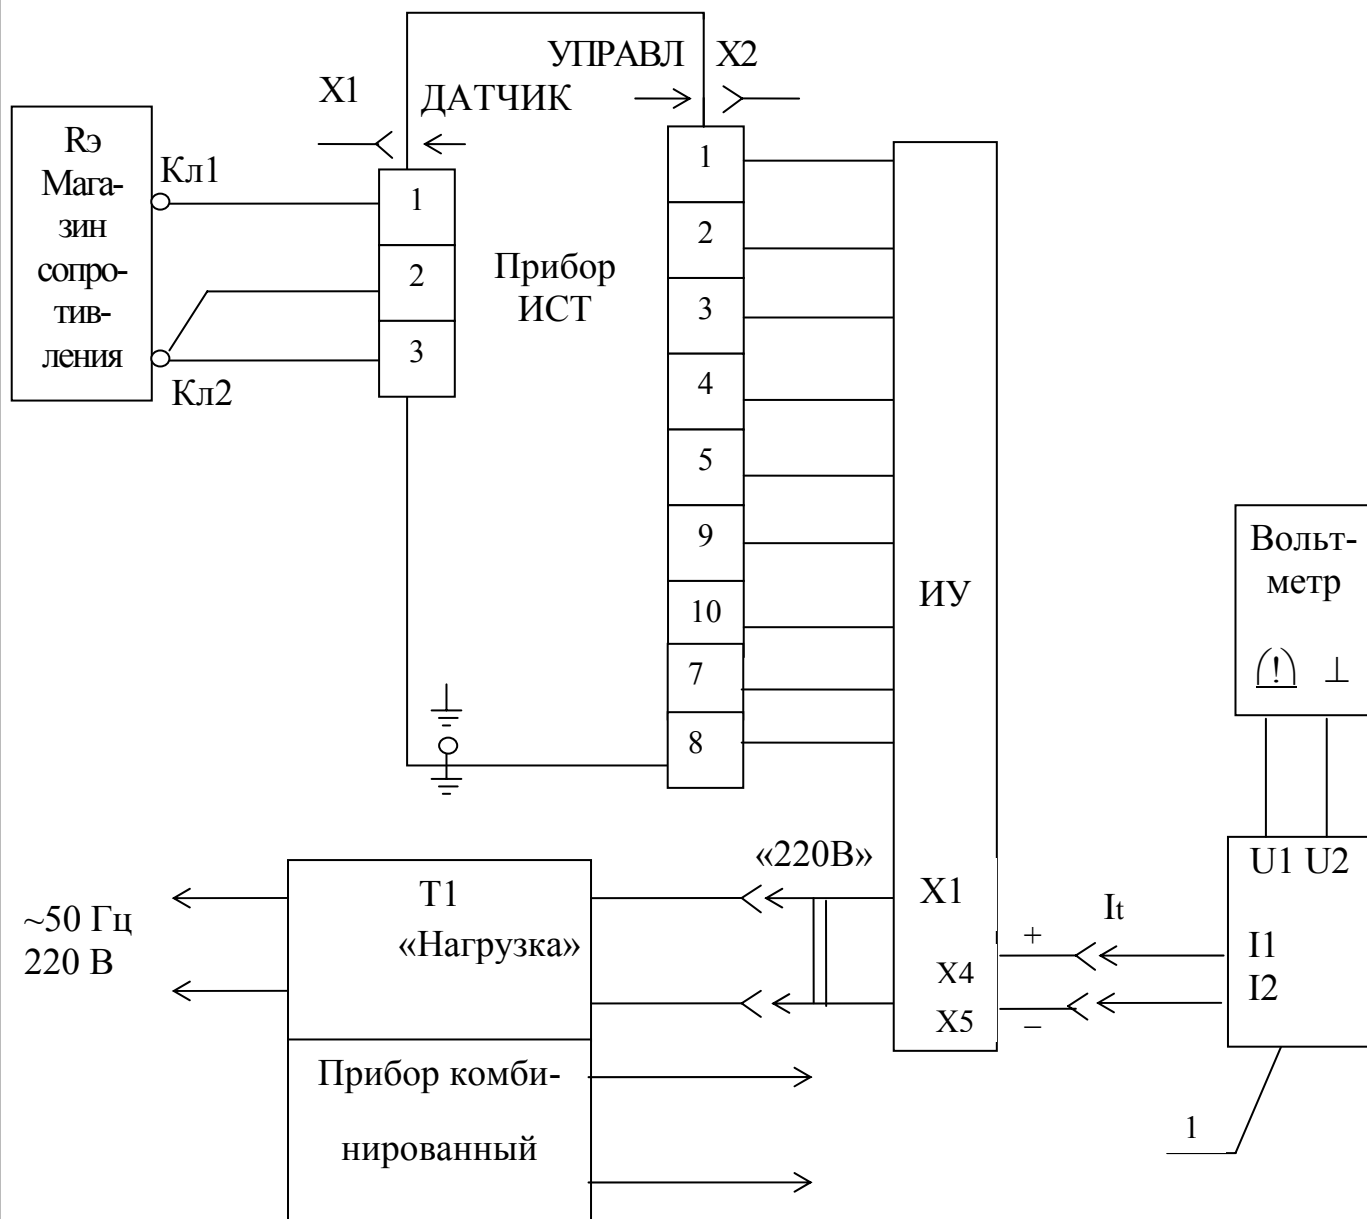 УПРАВЛ
X2
X1
ДАТЧИК
Rэ
Мага-
зин
сопро-
тив-
ления
Кл1
Кл2
1
2
3
Прибор
ИСТ
1
2
3
4
5
9
10
7
8
ИУ
Вольт-
метр
(!) ⊥
«220В»
~50 Гц
220 В
Т1
«Нагрузка»
X1
X4
X5
+
–
It
U1 U2
I1
I2
1
Прибор комби-
нированный